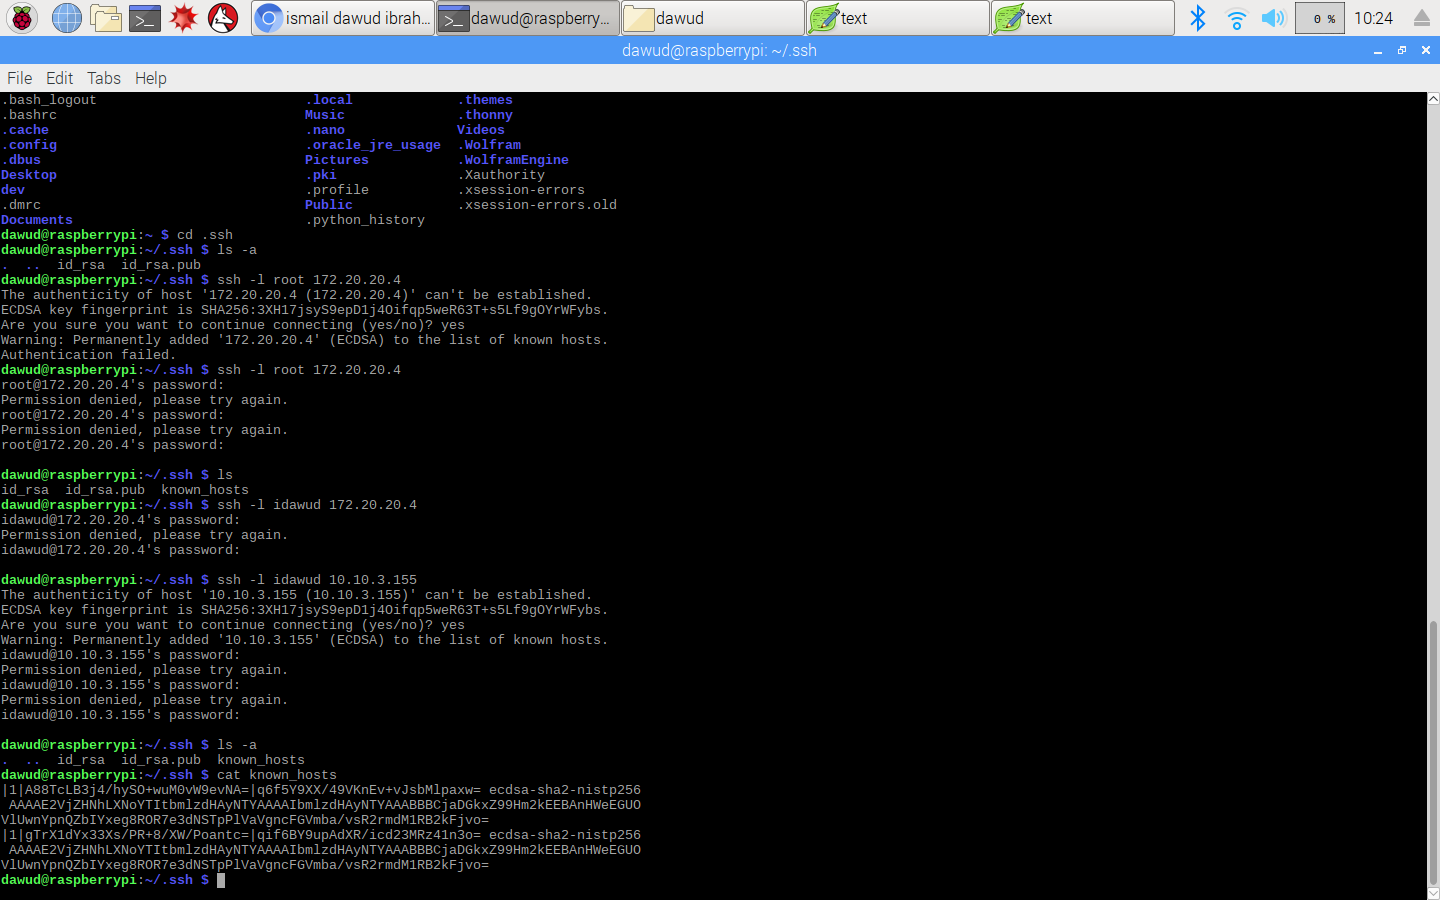 ismail dawud ibrah... dawud@raspberry... dawud text text 0 % 10:24
dawud@raspberrypi: ~/.ssh
File Edit Tabs Help
.bash_logout .local .themes
.bashrc Music .thonny
.cache .nano Videos
.config .oracle_jre_usage .Wolfram
.dbus Pictures .WolframEngine
Desktop .pki .Xauthority
dev .profile .xsession-errors
.dmrc Public .xsession-errors.old
Documents .python_history
dawud@raspberrypi:~ $ cd .ssh
dawud@raspberrypi:~/.ssh $ ls -a
. .. id_rsa id_rsa.pub
dawud@raspberrypi:~/.ssh $ ssh -l root 172.20.20.4
The authenticity of host '172.20.20.4 (172.20.20.4)' can't be established.
ECDSA key fingerprint is SHA256:3XH17jsyS9epD1j4Oifqp5weR63T+s5Lf9gOYrWFybs.
Are you sure you want to continue connecting (yes/no)? yes
Warning: Permanently added '172.20.20.4' (ECDSA) to the list of known hosts.
Authentication failed.
dawud@raspberrypi:~/.ssh $ ssh -l root 172.20.20.4
root@172.20.20.4's password:
Permission denied, please try again.
root@172.20.20.4's password:
Permission denied, please try again.
root@172.20.20.4's password:
dawud@raspberrypi:~/.ssh $ ls
id_rsa id_rsa.pub known_hosts
dawud@raspberrypi:~/.ssh $ ssh -l idawud 172.20.20.4
idawud@172.20.20.4's password:
Permission denied, please try again.
idawud@172.20.20.4's password:
dawud@raspberrypi:~/.ssh $ ssh -l idawud 10.10.3.155
The authenticity of host '10.10.3.155 (10.10.3.155)' can't be established.
ECDSA key fingerprint is SHA256:3XH17jsyS9epD1j4Oifqp5weR63T+s5Lf9gOYrWFybs.
Are you sure you want to continue connecting (yes/no)? yes
Warning: Permanently added '10.10.3.155' (ECDSA) to the list of known hosts.
idawud@10.10.3.155's password:
Permission denied, please try again.
idawud@10.10.3.155's password:
Permission denied, please try again.
idawud@10.10.3.155's password:
dawud@raspberrypi:~/.ssh $ ls -a
. .. id_rsa id_rsa.pub known_hosts
dawud@raspberrypi:~/.ssh $ cat known_hosts
|1|A88TcLB3j4/hySO+wuM0vW9evNA=|q6f5Y9XX/49VKnEv+vJsbMlpaxw= ecdsa-sha2-nistp256
AAAAE2VjZHNhLXNoYTItbmlzdHAyNTYAAAAIbmlzdHAyNTYAAABBBCjaDGkxZ99Hm2kEEBAnHWeEGUO
VlUwnYpnQZbIYxeg8ROR7e3dNSTpPlVaVgncFGVmba/vsR2rmdM1RB2kFjvo=
|1|gTrX1dYx33Xs/PR+8/XW/Poantc=|qif6BY9upAdXR/icd23MRz41n3o= ecdsa-sha2-nistp256
AAAAE2VjZHNhLXNoYTItbmlzdHAyNTYAAAAIbmlzdHAyNTYAAABBBCjaDGkxZ99Hm2kEEBAnHWeEGUO
VlUwnYpnQZbIYxeg8ROR7e3dNSTpPlVaVgncFGVmba/vsR2rmdM1RB2kFjvo=
dawud@raspberrypi:~/.ssh $